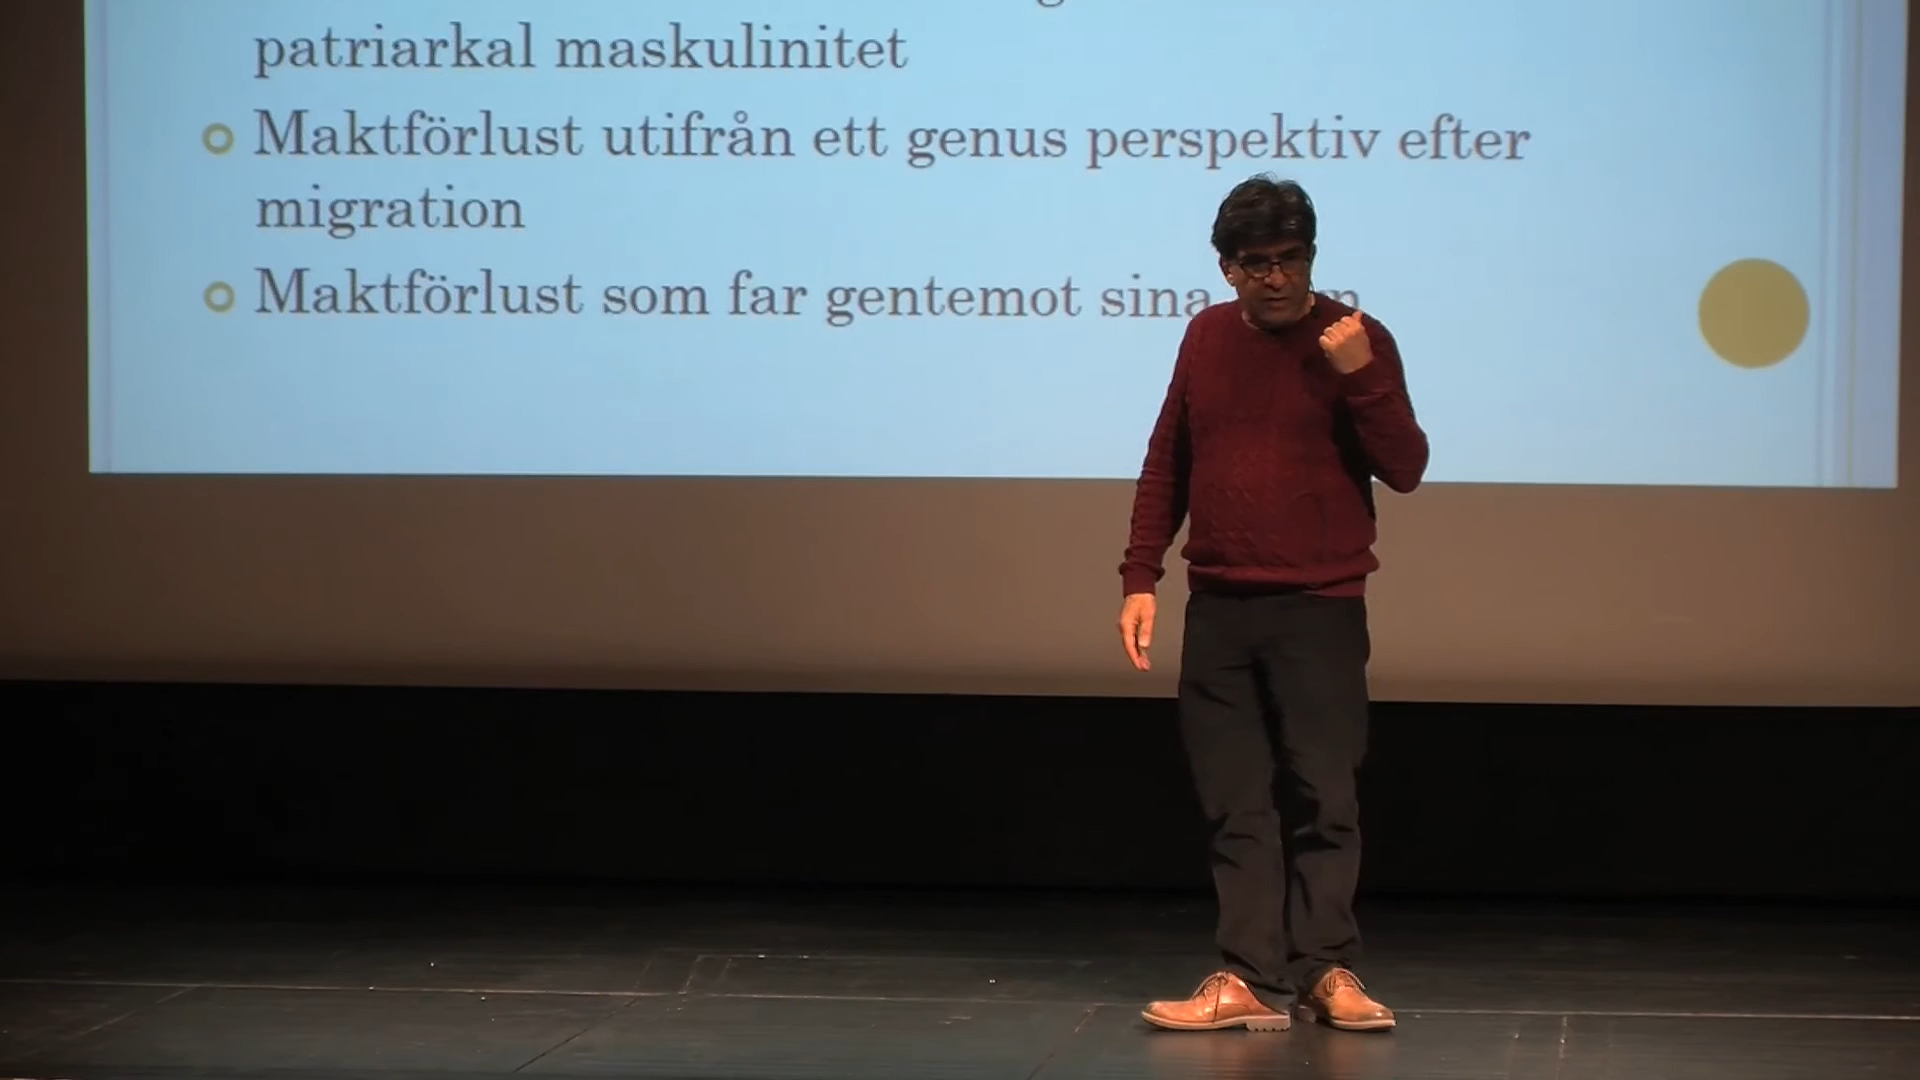 patriarkal maskulinitet
Maktförlust utifrån ett genus perspektiv efter
migration
Maktförlust som far gentemot sina